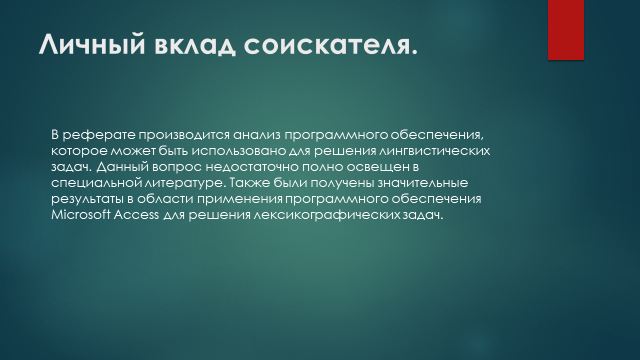 Личный вклад соискателя.
В реферате производится анализ программного обеспечения,
которое может быть использовано для решения лингвистических
задач. Данный вопрос недостаточно полно освещен в
специальной литературе. Также были получены значительные
результаты в области применения программного обеспечения
Microsoft Access для решения лексикографических задач.